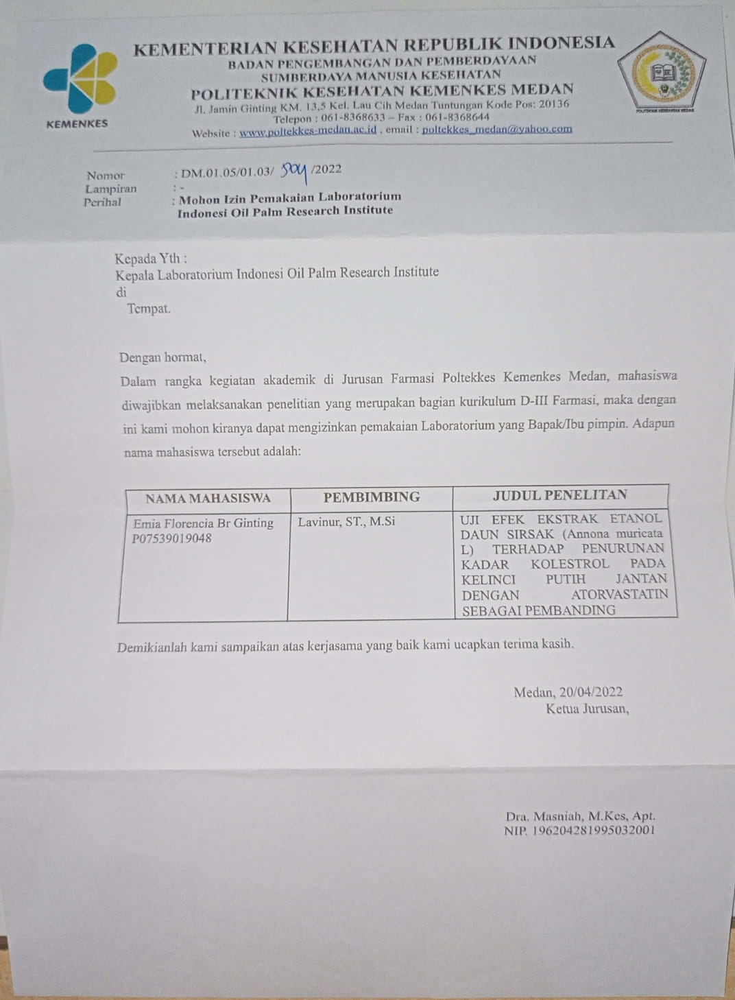 KEMENTERIAN KESEHATAN REPUBLIK INDONESIA
BADAN PENGEMBANGAN DAN PEMBERDAYAAN
SUMBERDAYA MANUSIA KESEHATAN
POLITEKNIK KESEHATAN KEMENKES MEDAN
Jl. Jamin Ginting KM. 13,5 Kel. Lau Cih Medan Tuntungan Kode Pos: 20136
Telepon : 061-8368633 – Fax : 061-8368644
Website : www.poltekkes-medan.ac.id , email : poltekkes_medan@yahoo.com
KEMENKES
POLITEKNIK KESEHATAN MEDAN
Nomor : DM.01.05/01.03/ /2022
Lampiran : -
Perihal : Mohon Izin Pemakaian Laboratorium
Indonesi Oil Palm Research Institute
Kepada Yth :
Kepala Laboratorium Indonesi Oil Palm Research Institute
di
Tempat.
Dengan hormat,
Dalam rangka kegiatan akademik di Jurusan Farmasi Poltekkes Kemenkes Medan, mahasiswa
diwajibkan melaksanakan penelitian yang merupakan bagian kurikulum D-III Farmasi, maka dengan
ini kami mohon kiranya dapat mengizinkan pemakaian Laboratorium yang Bapak/Ibu pimpin. Adapun
nama mahasiswa tersebut adalah:
NAMA MAHASISWA PEMBIMBING JUDUL PENELITAN
Emia Florencia Br Ginting
P07539019048
Lavinur, ST., M.Si
UJI EFEK EKSTRAK ETANOL
DAUN SIRSAK (Annona muricata
L) TERHADAP PENURUNAN
KADAR KOLESTROL PADA
KELINCI PUTIH JANTAN
DENGAN ATORVASTATIN
SEBAGAI PEMBANDING
Demikianlah kami sampaikan atas kerjasama yang baik kami ucapkan terima kasih.
Medan, 20/04/2022
Ketua Jurusan,
Dra. Masniah, M.Kes, Apt.
NIP. 196204281995032001